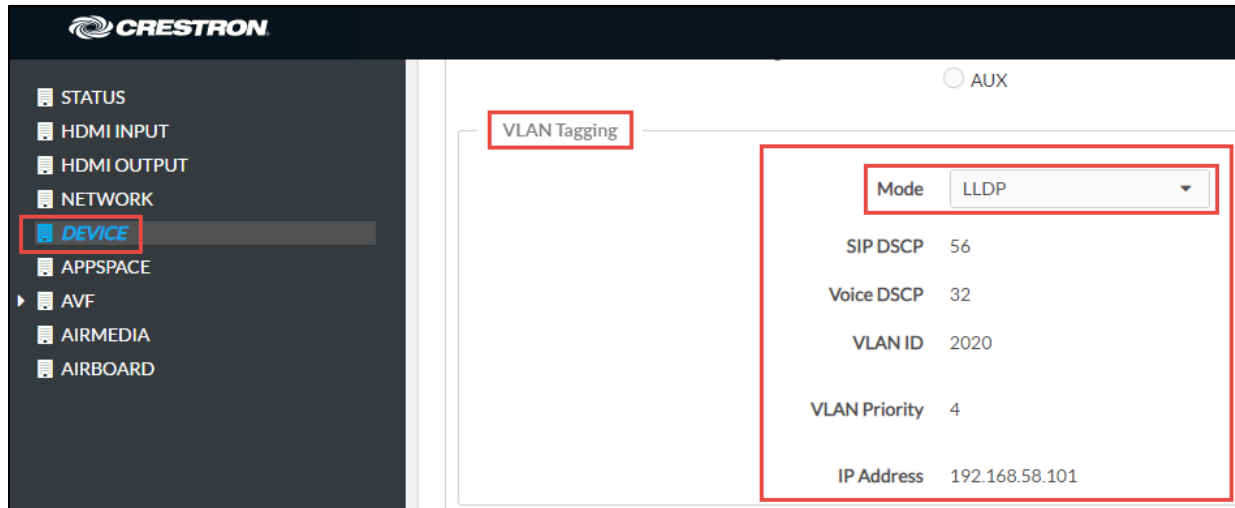 CRESTRON
STATUS
HDMI INPUT
HDMI OUTPUT
NETWORK
DEVICE
APPSPACE
AVF
AIRMEDIA
AIRBOARD
AUX
VLAN Tagging
Mode LLDP
SIP DSCP 56
Voice DSCP 32
VLAN ID 2020
VLAN Priority 4
IP Address 192.168.58.101